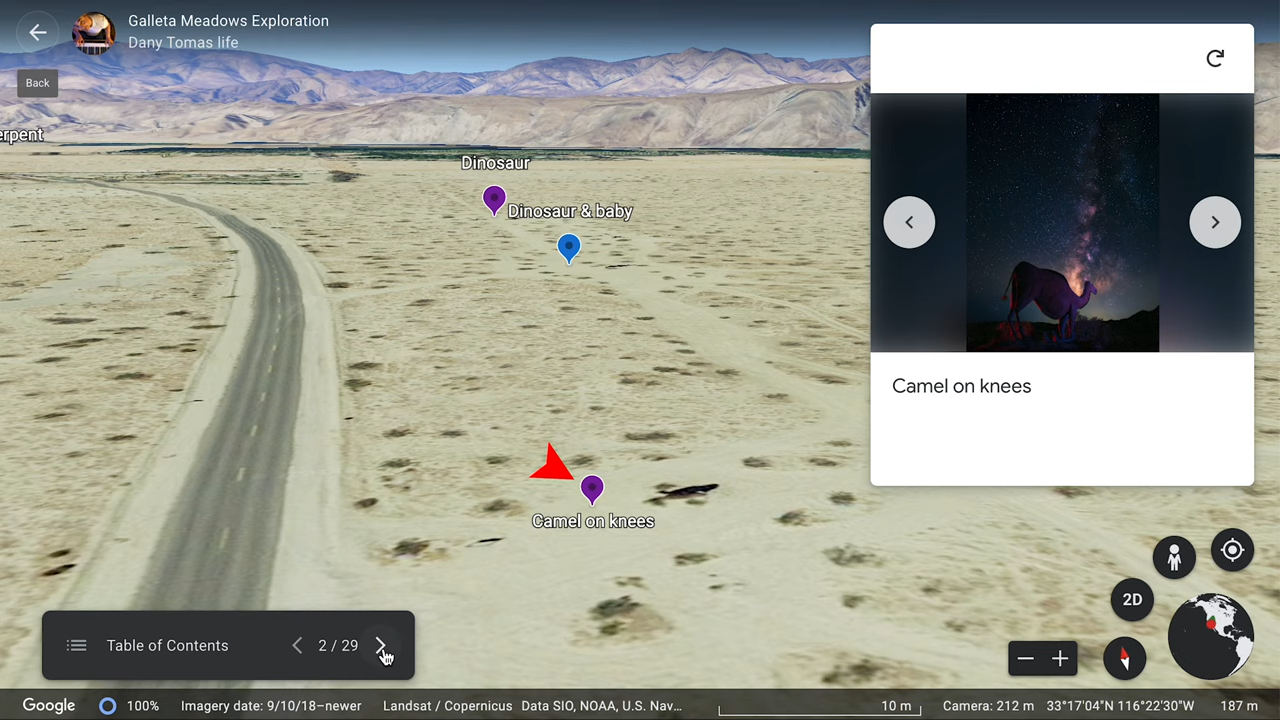 Galleta Meadows Exploration
Dany Tomas life
Back
erpent
Dinosaur
Dinosaur & baby
Camel on knees
Camel on knees
2D
Table of Contents
2 / 29
Google
100%
Imagery date: 9/10/18–newer
Landsat / Copernicus
Data SIO, NOAA, U.S. Nav...
10 m
Camera: 212 m
33°17'04"N 116°22'30"W
187 m